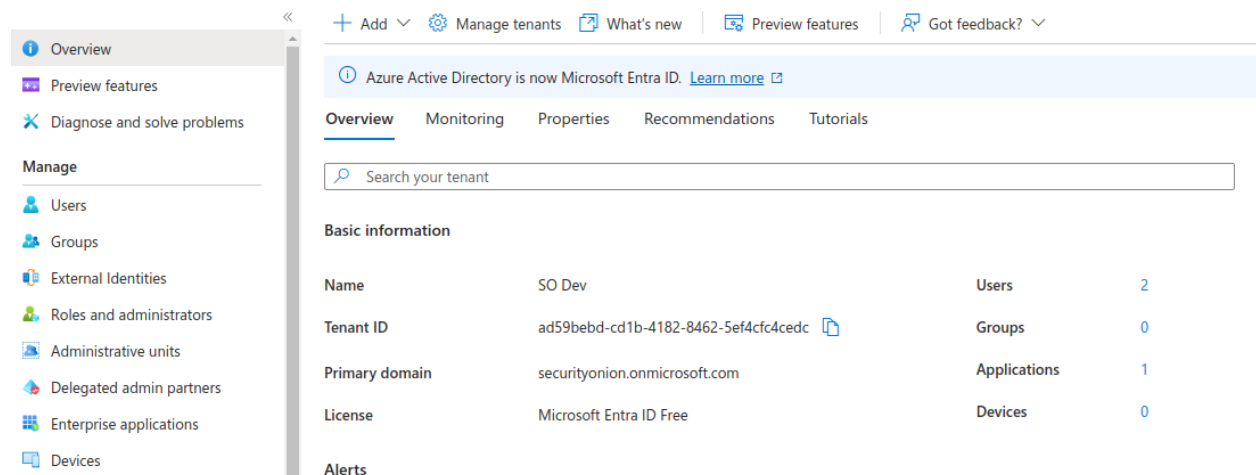 «
Overview
Preview features
Diagnose and solve problems
Manage
Users
Groups
External Identities
Roles and administrators
Administrative units
Delegated admin partners
Enterprise applications
Devices
Add Manage tenants What's new Preview features Got feedback?
Azure Active Directory is now Microsoft Entra ID. Learn more
Overview Monitoring Properties Recommendations Tutorials
Search your tenant
Basic information
Name SO Dev Users 2
Tenant ID ad59bebd-cd1b-4182-8462-5ef4cfc4cedc Groups 0
Primary domain securityonion.onmicrosoft.com Applications 1
License Microsoft Entra ID Free Devices 0
Alerts